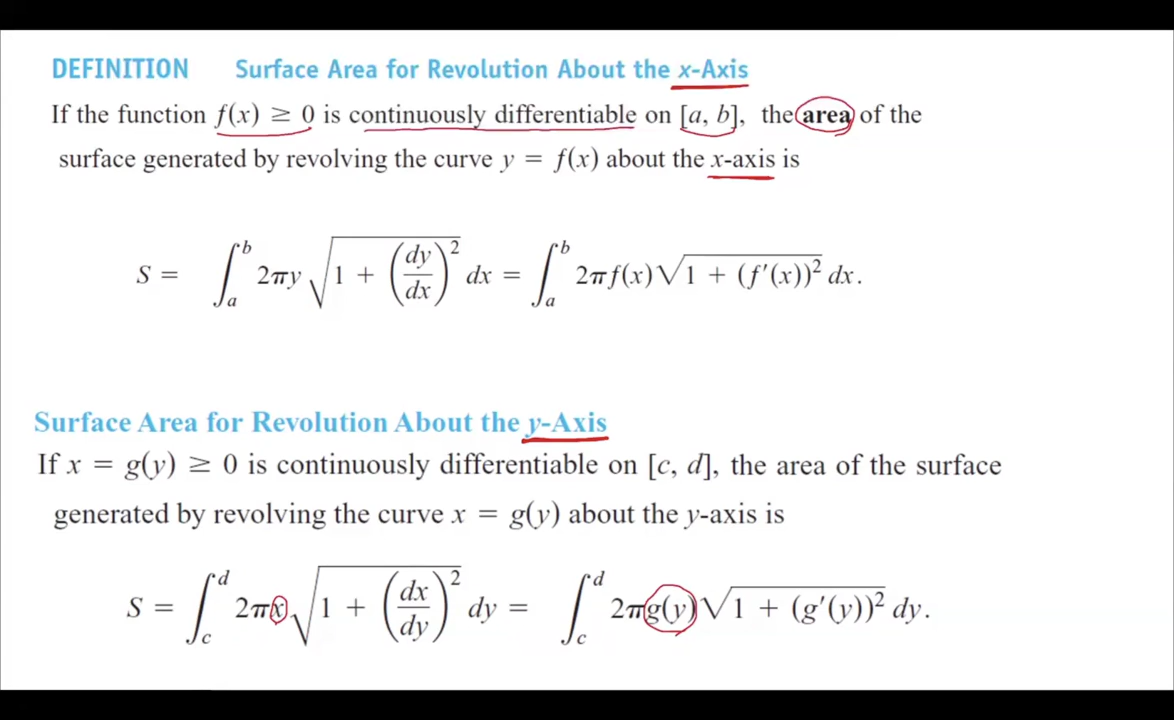 DEFINITION Surface Area for Revolution About the x-Axis
If the function f(x) ≥ 0 is continuously differentiable on [a, b], the area of the
surface generated by revolving the curve y = f(x) about the x-axis is
S = ∫_a^b 2πy √(1 + (dy/dx)^2) dx = ∫_a^b 2πf(x)√(1 + (f′(x))^2) dx.
Surface Area for Revolution About the y-Axis
If x = g(y) ≥ 0 is continuously differentiable on [c, d], the area of the surface
generated by revolving the curve x = g(y) about the y-axis is
S = ∫_c^d 2πx √(1 + (dx/dy)^2) dy = ∫_c^d 2πg(y)√(1 + (g′(y))^2) dy.